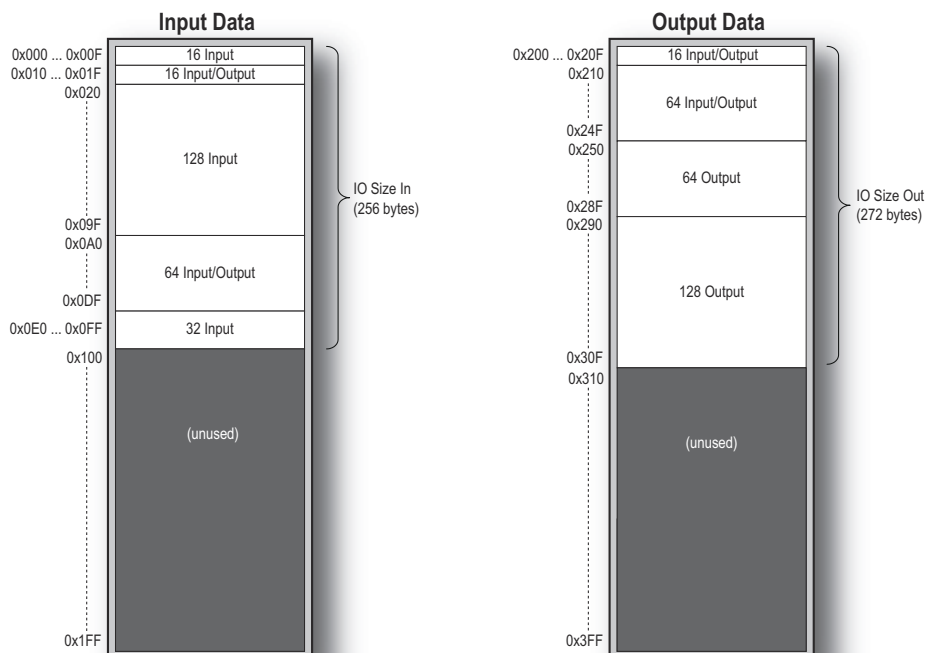 Input Data
0x000 ... 0x00F
16 Input
0x010 ... 0x01F
16 Input/Output
0x020
128 Input
0x09F
0x0A0
64 Input/Output
0x0DF
0x0E0 ... 0x0FF
32 Input
0x100
(unused)
0x1FF
IO Size In
(256 bytes)
Output Data
0x200 ... 0x20F
16 Input/Output
0x210
64 Input/Output
0x24F
0x250
64 Output
0x28F
0x290
128 Output
0x30F
0x310
(unused)
0x3FF
IO Size Out
(272 bytes)